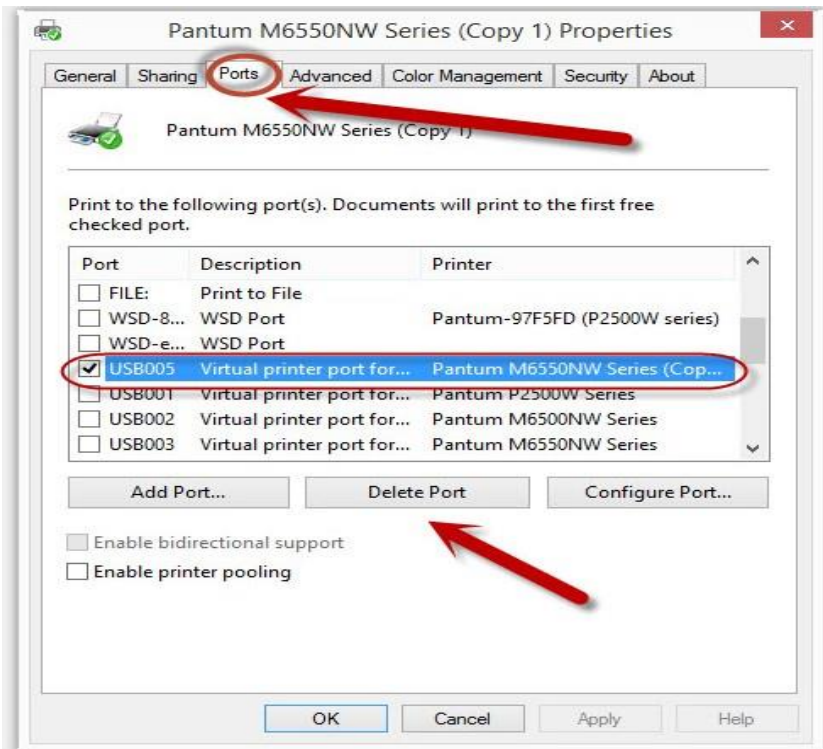 Pantum M6550NW Series (Copy 1) Properties
General Sharing Ports Advanced Color Management Security About
Pantum M6550NW Series (Copy 1)
Print to the following port(s). Documents will print to the first free
checked port.
Port Description Printer
FILE: Print to File
WSD-8... WSD Port Pantum-97F5FD (P2500W series)
WSD-e... WSD Port
USB005 Virtual printer port for... Pantum M6550NW Series (Cop...
USB001 Virtual printer port for... Pantum P2500W Series
USB002 Virtual printer port for... Pantum M6500NW Series
USB003 Virtual printer port for... Pantum M6550NW Series
Add Port... Delete Port Configure Port...
Enable bidirectional support
Enable printer pooling
OK Cancel Apply Help